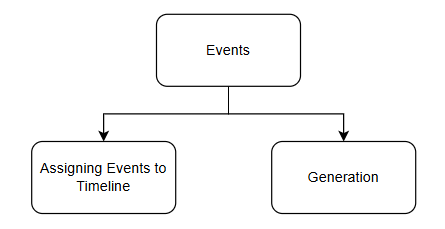 Events
Assigning Events to
Timeline
Generation